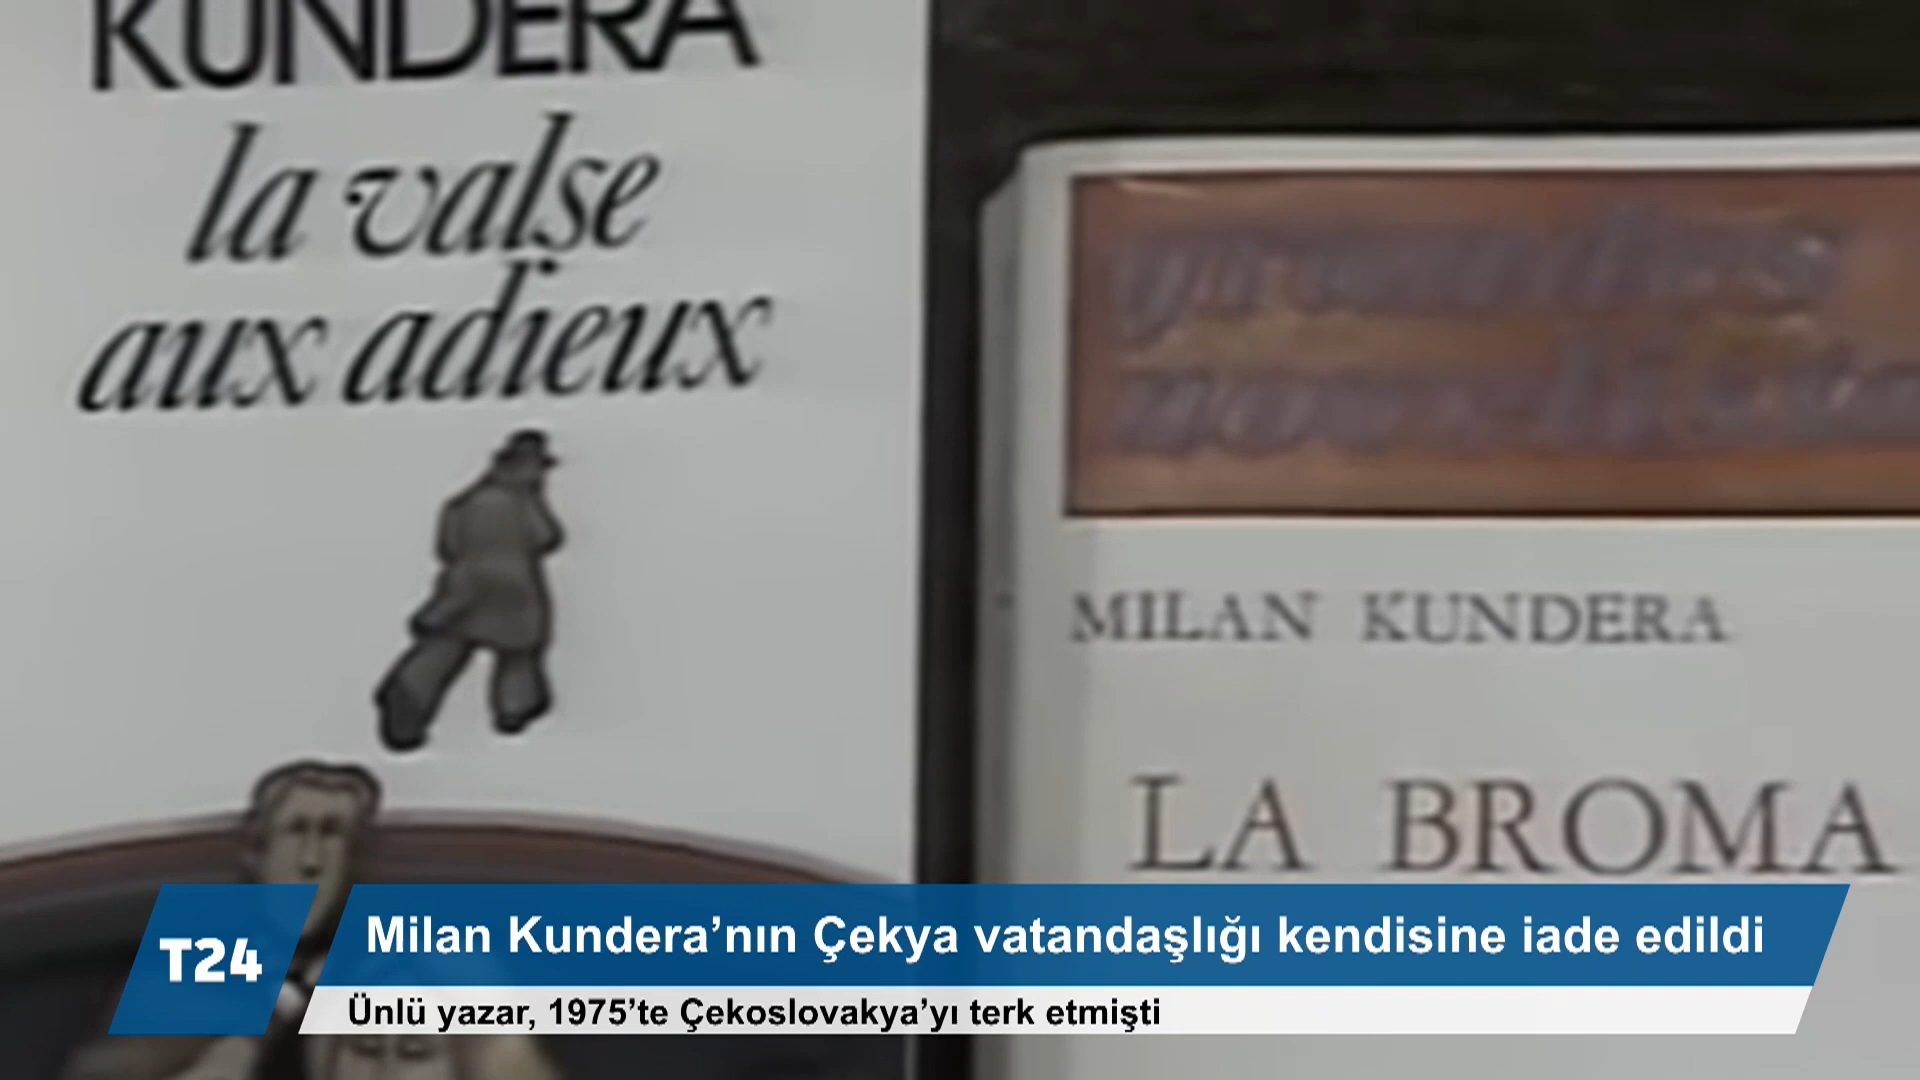 KUNDERA
la valse
aux adieux
MILAN KUNDERA
LA BROMA
T24
Milan Kundera’nın Çekya vatandaşlığı kendisine iade edildi
Ünlü yazar, 1975’te Çekoslovakya’yı terk etmişti